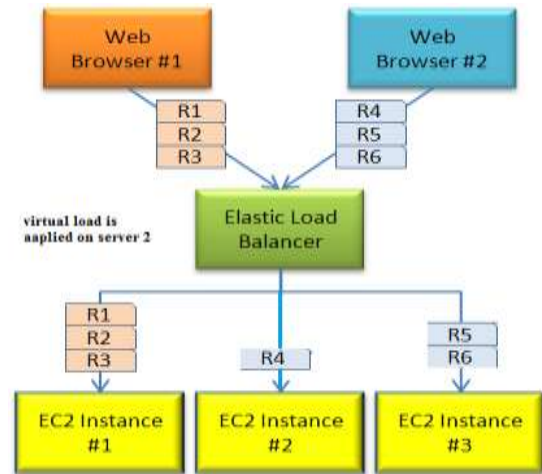 Web
Browser #1
Web
Browser #2
R1
R2
R3
R4
R5
R6
virtual load is
aaplied on server 2
Elastic Load
Balancer
R1
R2
R3
R4
R5
R6
EC2 Instance
#1
EC2 Instance
#2
EC2 Instance
#3